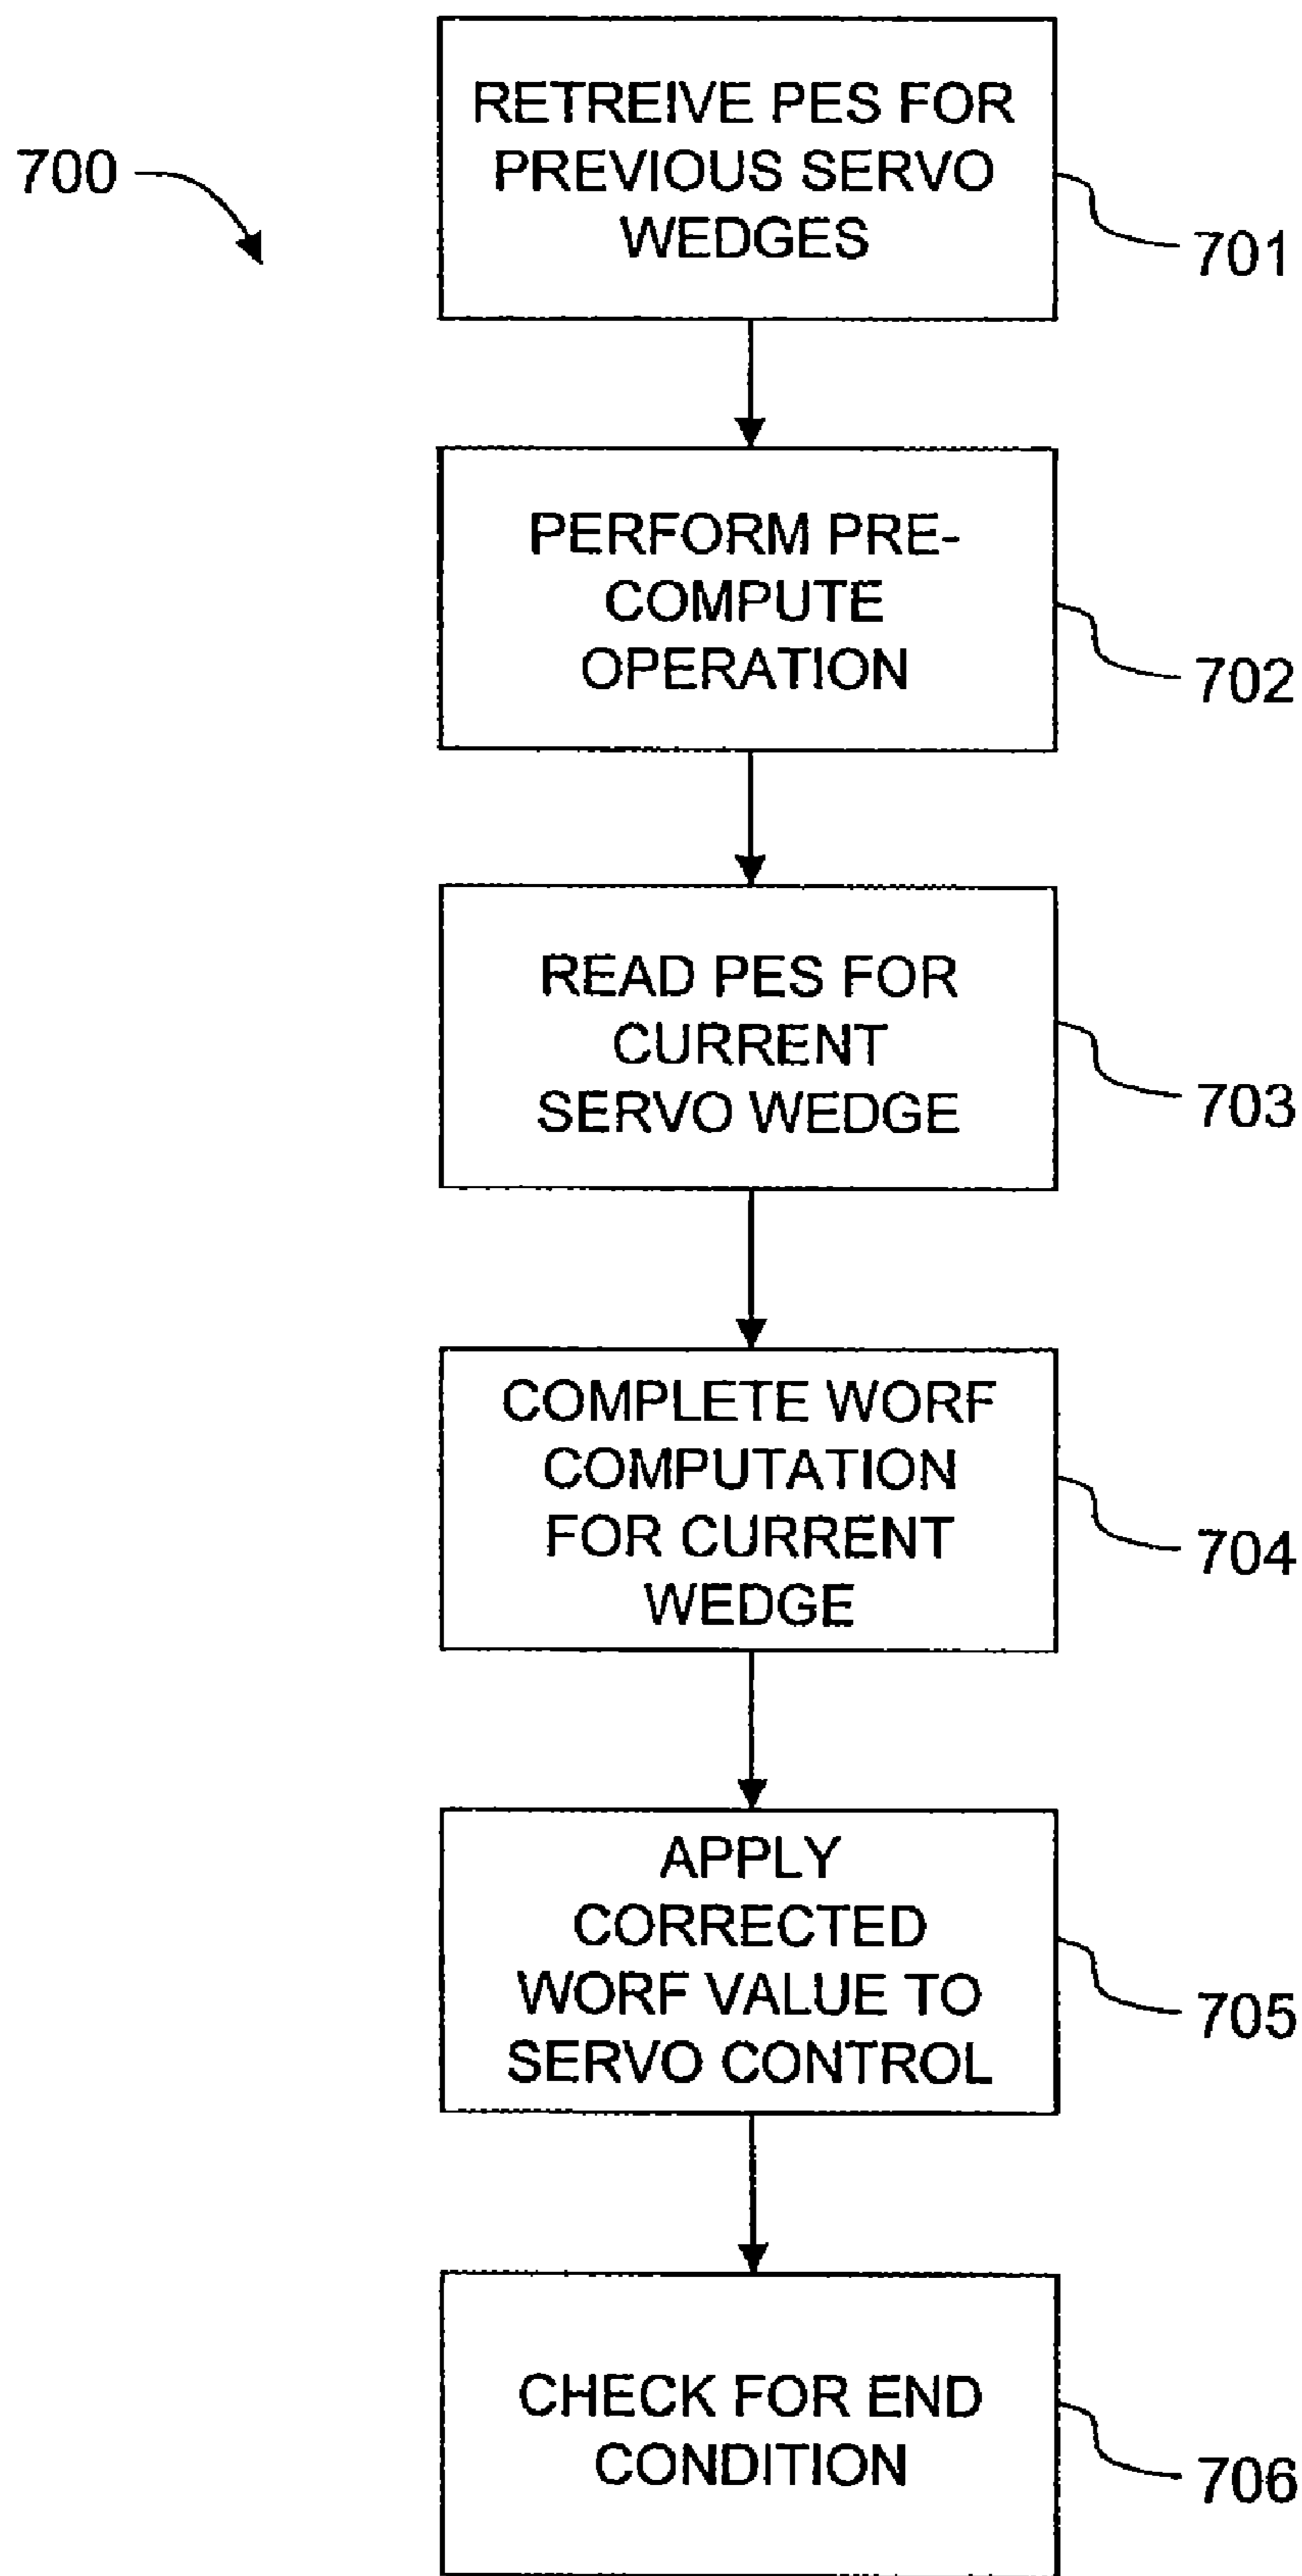 700
RETREIVE PES FOR
PREVIOUS SERVO
WEDGES
701
PERFORM PRE-
COMPUTE
OPERATION
702
READ PES FOR
CURRENT
SERVO WEDGE
703
COMPLETE WORF
COMPUTATION
FOR CURRENT
WEDGE
704
APPLY
CORRECTED
WORF VALUE TO
SERVO CONTROL
705
CHECK FOR END
CONDITION
706